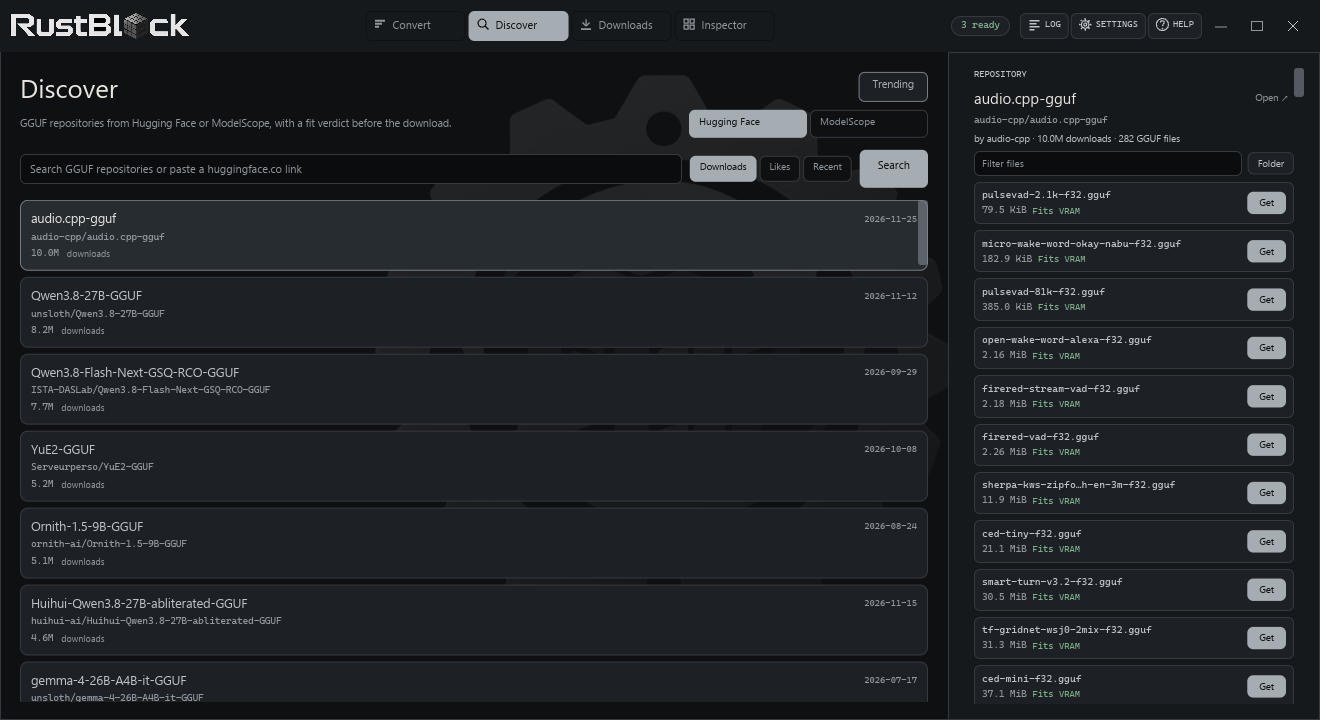 RustBlock
Convert
Discover
Downloads
Inspector
3 ready
LOG
SETTINGS
HELP
Discover
Trending
GGUF repositories from Hugging Face or ModelScope, with a fit verdict before the download.
Hugging Face
ModelScope
Search GGUF repositories or paste a huggingface.co link
Downloads
Likes
Recent
Search
audio.cpp-gguf
2026-11-25
audio-cpp/audio.cpp-gguf
10.0M downloads
Qwen3.8-27B-GGUF
2026-11-12
unsloth/Qwen3.8-27B-GGUF
8.2M downloads
Qwen3.8-Flash-Next-GSQ-RCO-GGUF
2026-09-29
ISTA-DASLab/Qwen3.8-Flash-Next-GSQ-RCO-GGUF
7.7M downloads
YuE2-GGUF
2026-10-08
Serveurperso/YuE2-GGUF
5.2M downloads
Ornith-1.5-9B-GGUF
2026-08-24
ornith-ai/Ornith-1.5-9B-GGUF
5.1M downloads
Huihui-Qwen3.8-27B-abliterated-GGUF
2026-11-15
huihui-ai/Huihui-Qwen3.8-27B-abliterated-GGUF
4.6M downloads
gemma-4-26B-A4B-it-GGUF
2026-07-17
unsloth/gemma-4-26B-A4B-it-GGUF
REPOSITORY
audio.cpp-gguf
Open ↗
audio-cpp/audio.cpp-gguf
by audio-cpp · 10.0M downloads · 282 GGUF files
Filter files
Folder
pulsevad-2.1k-f32.gguf
79.5 KiB Fits VRAM
Get
micro-wake-word-okay-nabu-f32.gguf
182.9 KiB Fits VRAM
Get
pulsevad-81k-f32.gguf
385.0 KiB Fits VRAM
Get
open-wake-word-alexa-f32.gguf
2.16 MiB Fits VRAM
Get
firered-stream-vad-f32.gguf
2.18 MiB Fits VRAM
Get
firered-vad-f32.gguf
2.26 MiB Fits VRAM
Get
sherpa-kws-zipfo…h-en-3m-f32.gguf
11.9 MiB Fits VRAM
Get
ced-tiny-f32.gguf
21.1 MiB Fits VRAM
Get
smart-turn-v3.2-f32.gguf
30.5 MiB Fits VRAM
Get
tf-gridnet-wsj0-2mix-f32.gguf
31.3 MiB Fits VRAM
Get
ced-mini-f32.gguf
37.1 MiB Fits VRAM
Get